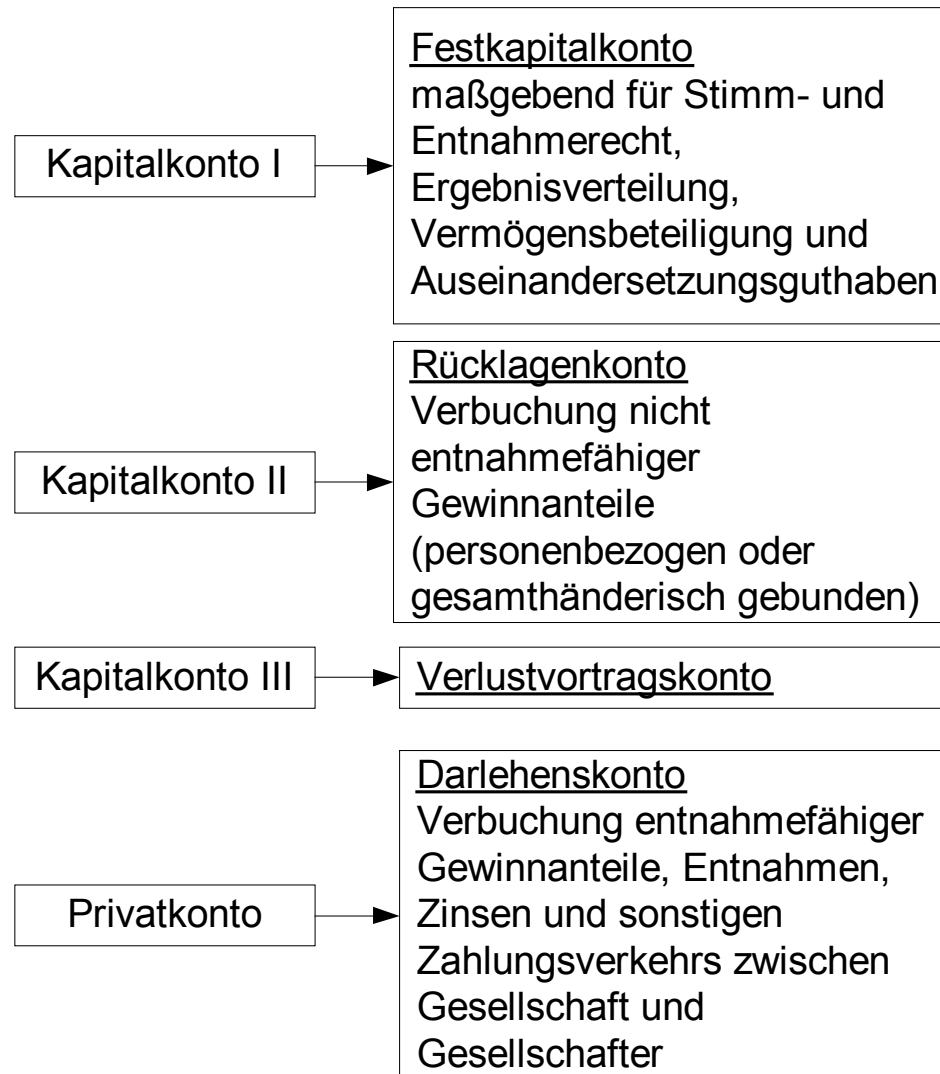 Kapitalkonto I
Festkapitalkonto
maßgebend für Stimm- und
Entnahmerecht,
Ergebnisverteilung,
Vermögensbeteiligung und
Auseinandersetzungsguthaben
Kapitalkonto II
Rücklagenkonto
Verbuchung nicht
entnahmefähiger
Gewinnanteile
(personenbezogen oder
gesamthänderisch gebunden)
Kapitalkonto III
Verlustvortragskonto
Privatkonto
Darlehenskonto
Verbuchung entnahmefähiger
Gewinnanteile, Entnahmen,
Zinsen und sonstigen
Zahlungsverkehrs zwischen
Gesellschaft und
Gesellschafter